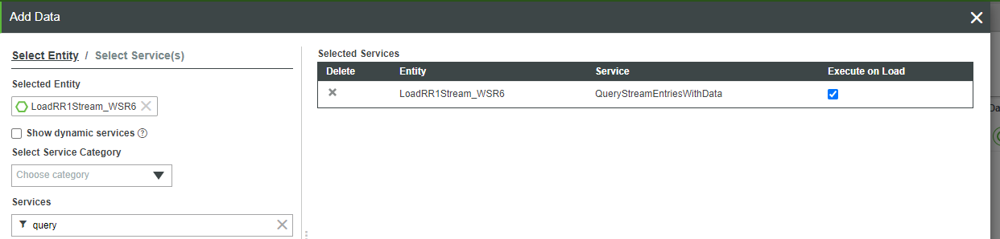 Add Data
Select Entity / Select Service(s)
Selected Entity
LoadRR1Stream_WSR6
Show dynamic services
Select Service Category
Choose category
Services
query
Selected Services
Delete Entity Service Execute on Load
LoadRR1Stream_WSR6 QueryStreamEntriesWithData